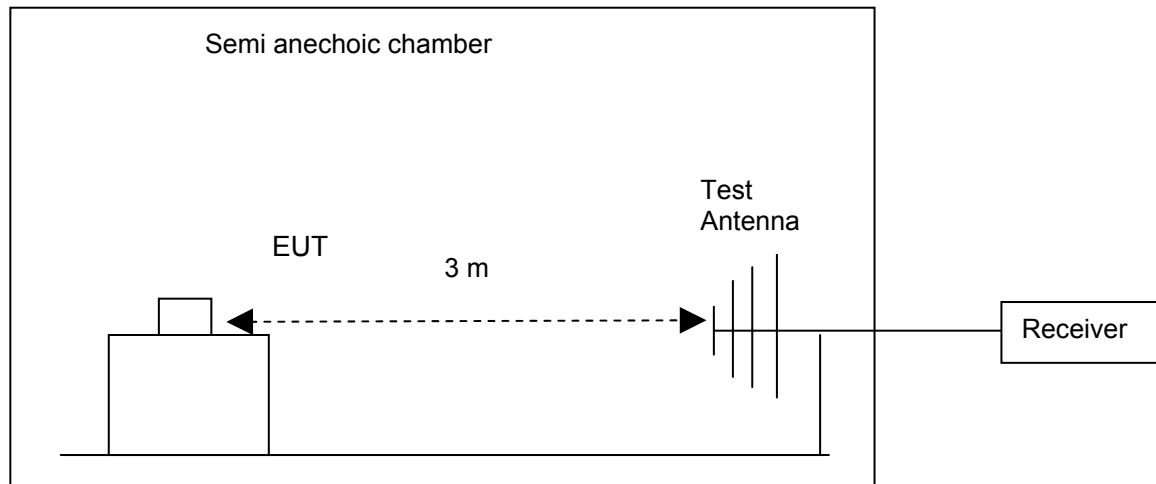 Semi anechoic chamber
Test
Antenna
EUT
3 m
Receiver